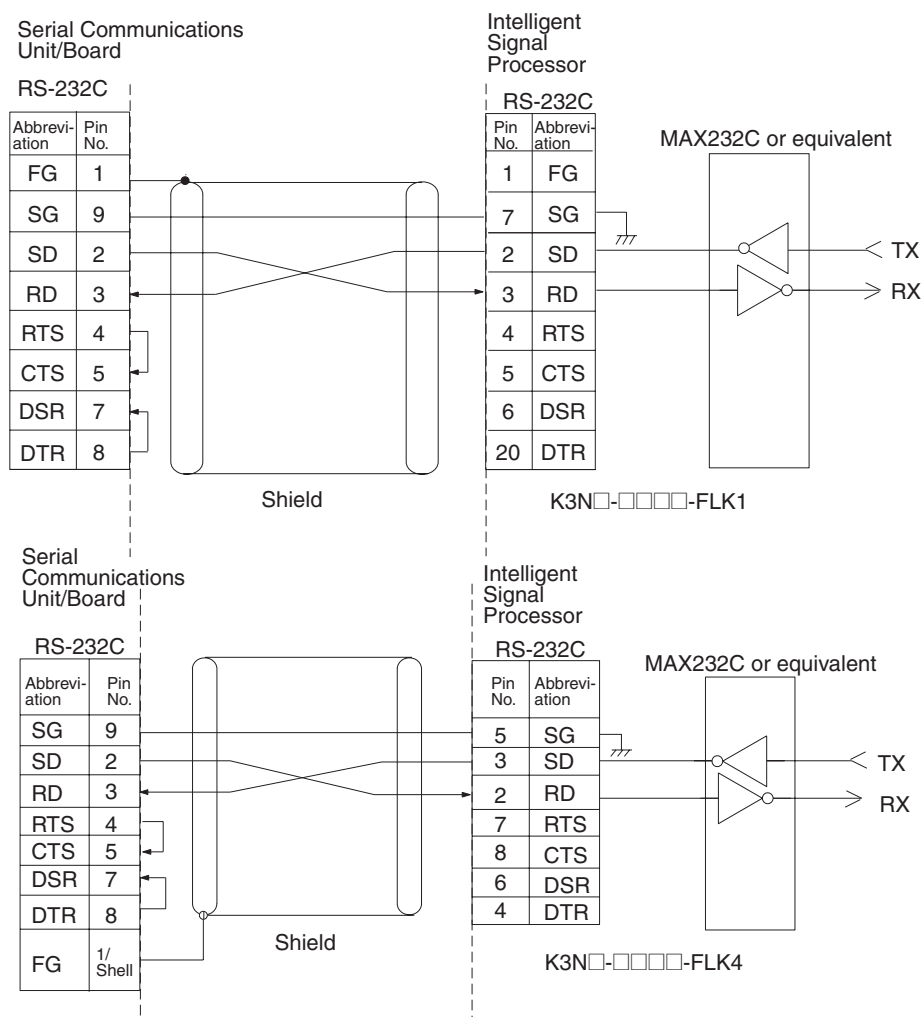 Serial Communications
Unit/Board
Intelligent
Signal
Processor
RS-232C
RS-232C
Abbrevi-
ation
Pin
No.
Pin
No.
Abbrevi-
ation
MAX232C or equivalent
FG 1
1 FG
SG 9
7 SG
SD 2
2 SD
TX
RD 3
3 RD
RX
RTS 4
4 RTS
CTS 5
5 CTS
DSR 7
6 DSR
DTR 8
20 DTR
Shield
K3N□-□□□□-FLK1
Serial
Communications
Unit/Board
Intelligent
Signal
Processor
RS-232C
RS-232C
Abbrevi-
ation
Pin
No.
Pin
No.
Abbrevi-
ation
MAX232C or equivalent
SG 9
5 SG
SD 2
3 SD
TX
RD 3
2 RD
RX
RTS 4
7 RTS
CTS 5
8 CTS
DSR 7
6 DSR
DTR 8
4 DTR
FG 1/
Shell
Shield
K3N□-□□□□-FLK4